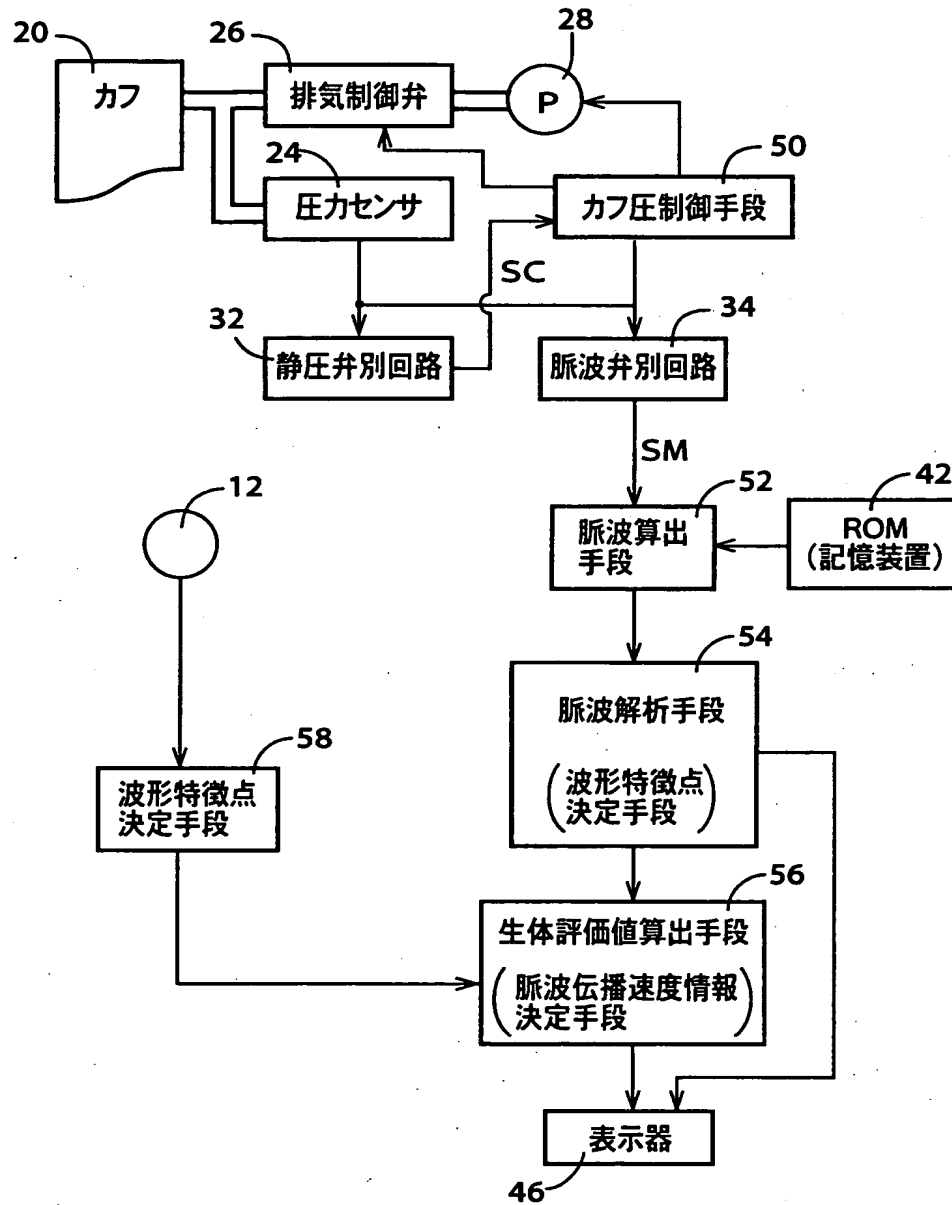 20
26
28
カフ
排気制御弁
P
24
50
圧力センサ
カフ圧制御手段
SC
32
34
静圧弁別回路
脈波弁別回路
SM
12
52
42
脈波算出
手段
ROM
(記憶装置)
54
脈波解析手段
58
波形特徴点
決定手段
(波形特徴点
決定手段)
56
生体評価値算出手段
(脈波伝播速度情報
決定手段)
表示器
46